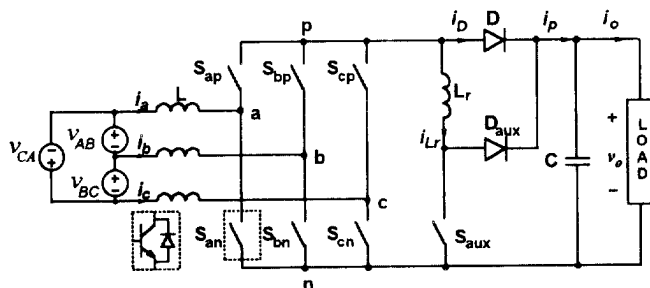 p
i_D
D
i_p
i_o
S_ap
S_bp
S_cp
L_r
i_a
L
a
v_CA
v_AB
i_b
b
i_Lr
D_aux
C
+
v_o
−
LOAD
v_BC
i_c
c
S_an
S_bn
S_cn
S_aux
n